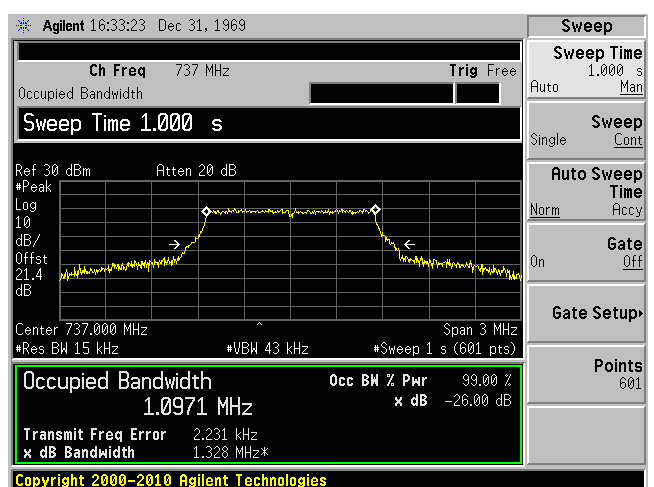 Agilent 16:33:23 Dec 31, 1969
Sweep
Ch Freq 737 MHz Trig Free
Occupied Bandwidth
Sweep Time 1.000 s
Ref 30 dBm Atten 20 dB
#Peak
Log
10
dB/
Offst
21.4
dB
Center 737.000 MHz ^ Span 3 MHz
#Res BW 15 kHz #VBW 43 kHz #Sweep 1 s (601 pts)
Occupied Bandwidth Occ BW % Pwr 99.00 %
1.0971 MHz x dB -26.00 dB
Transmit Freq Error 2.231 kHz
x dB Bandwidth 1.328 MHz*
Copyright 2000-2010 Agilent Technologies
Sweep Time
1.000 s
Auto Man
Sweep
Single Cont
Auto Sweep
Time
Norm Accy
Gate
On Off
Gate Setup
Points
601